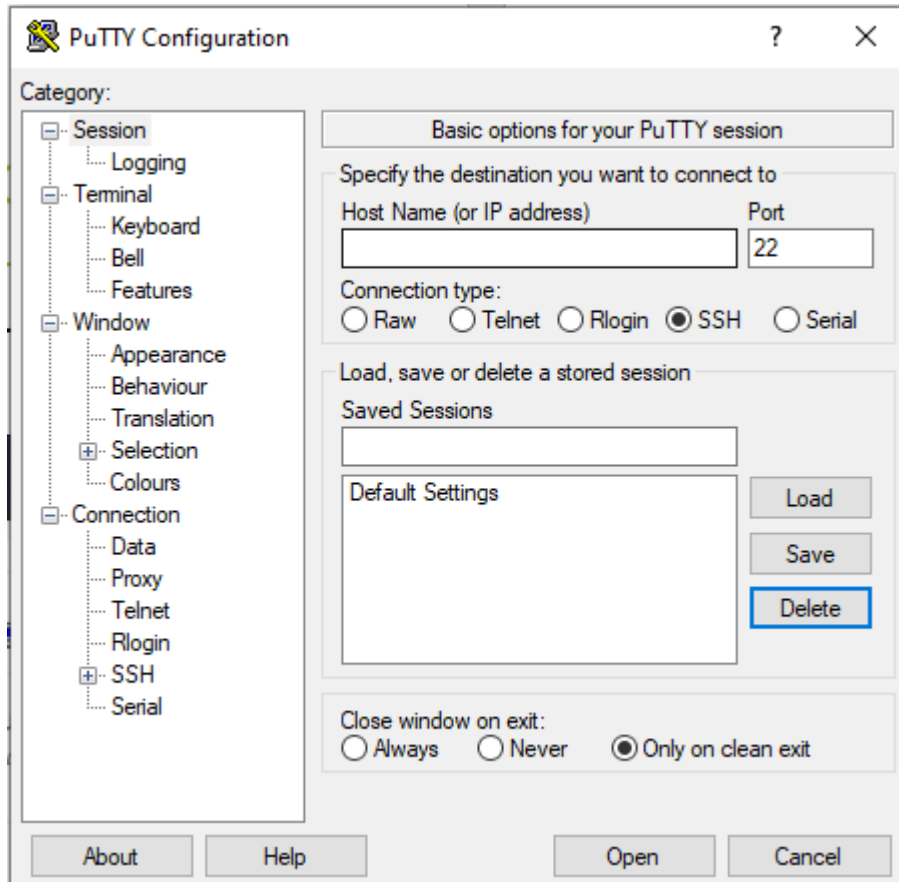 PuTTY Configuration
?
Category:
Session
Logging
Terminal
Keyboard
Bell
Features
Window
Appearance
Behaviour
Translation
Selection
Colours
Connection
Data
Proxy
Telnet
Rlogin
SSH
Serial
Basic options for your PuTTY session
Specify the destination you want to connect to
Host Name (or IP address) Port
22
Connection type:
Raw Telnet Rlogin SSH Serial
Load, save or delete a stored session
Saved Sessions
Default Settings
Load
Save
Delete
Close window on exit:
Always Never Only on clean exit
About Help Open Cancel